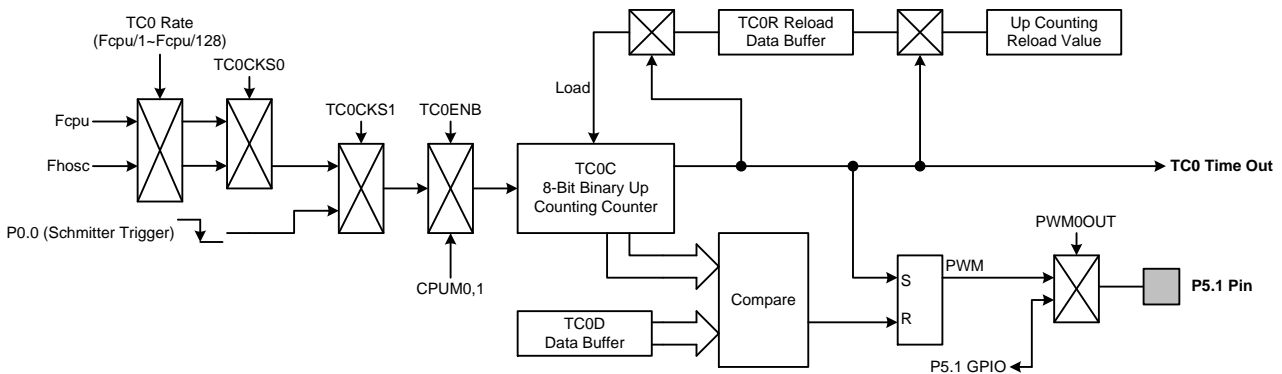 TC0 Rate
(Fcpu/1~Fcpu/128)
TC0CKS0
Fcpu
Fhosc
P0.0 (Schmitter Trigger)
TC0CKS1
TC0ENB
CPUM0,1
Load
TC0R Reload
Data Buffer
Up Counting
Reload Value
TC0C
8-Bit Binary Up
Counting Counter
TC0 Time Out
TC0D
Data Buffer
Compare
S
R
PWM
PWM0OUT
P5.1 Pin
P5.1 GPIO